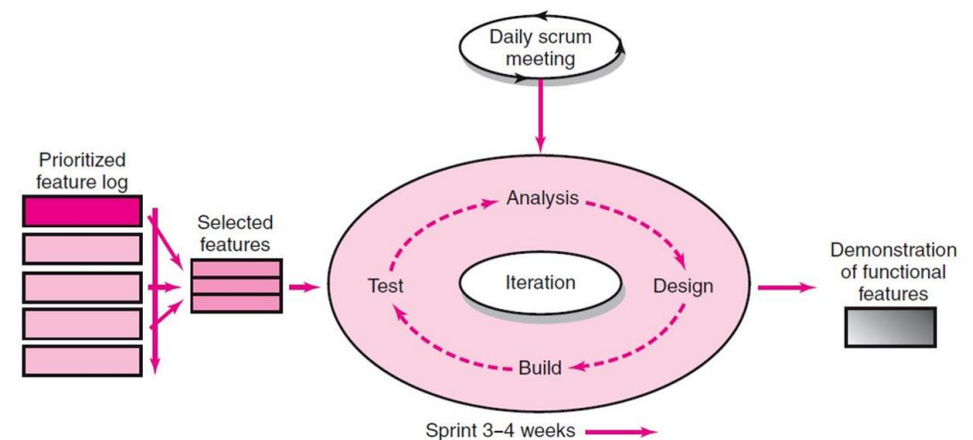 Daily scrum
meeting
Prioritized
feature log
Selected
features
Analysis
Test
Iteration
Design
Build
Demonstration
of functional
features
Sprint 3–4 weeks